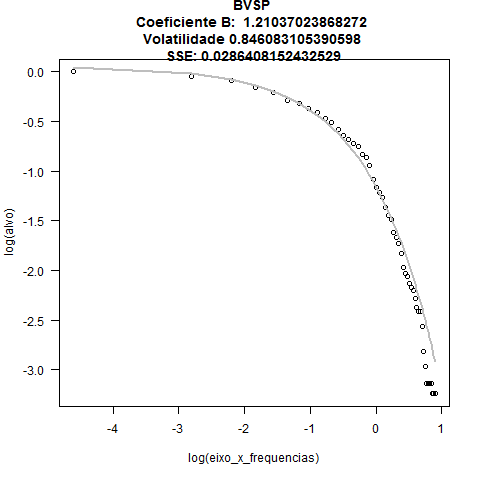 BVSP
Coeficiente B:  1.21037023868272
Volatilidade 0.846083105390598
SSE: 0.0286408152432529
0.0
-0.5
-1.0
-1.5
-2.0
-2.5
-3.0
log(alvo)
-4
-3
-2
-1
0
1
log(eixo_x_frequencias)